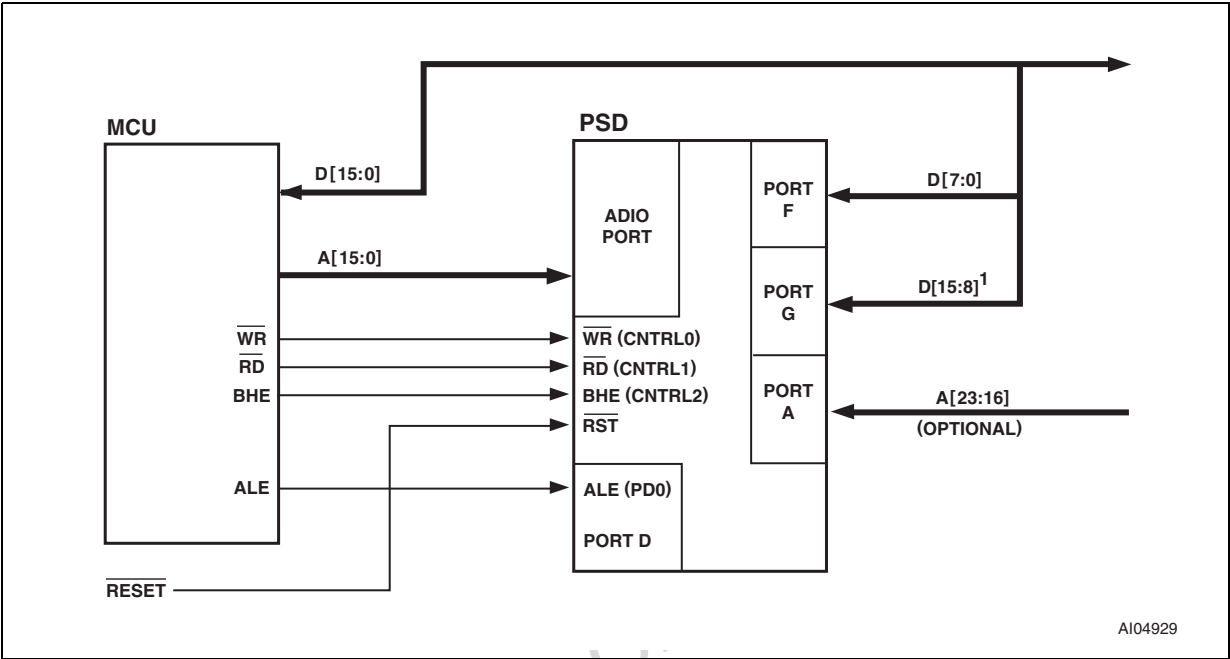 MCU
PSD
D[15:0]
A[15:0]
WR
RD
BHE
ALE
RESET
ADIO
PORT
WR (CNTRL0)
RD (CNTRL1)
BHE (CNTRL2)
RST
ALE (PD0)
PORT D
PORT
F
PORT
G
PORT
A
D[7:0]
D[15:8]1
A[23:16]
(OPTIONAL)
AI04929